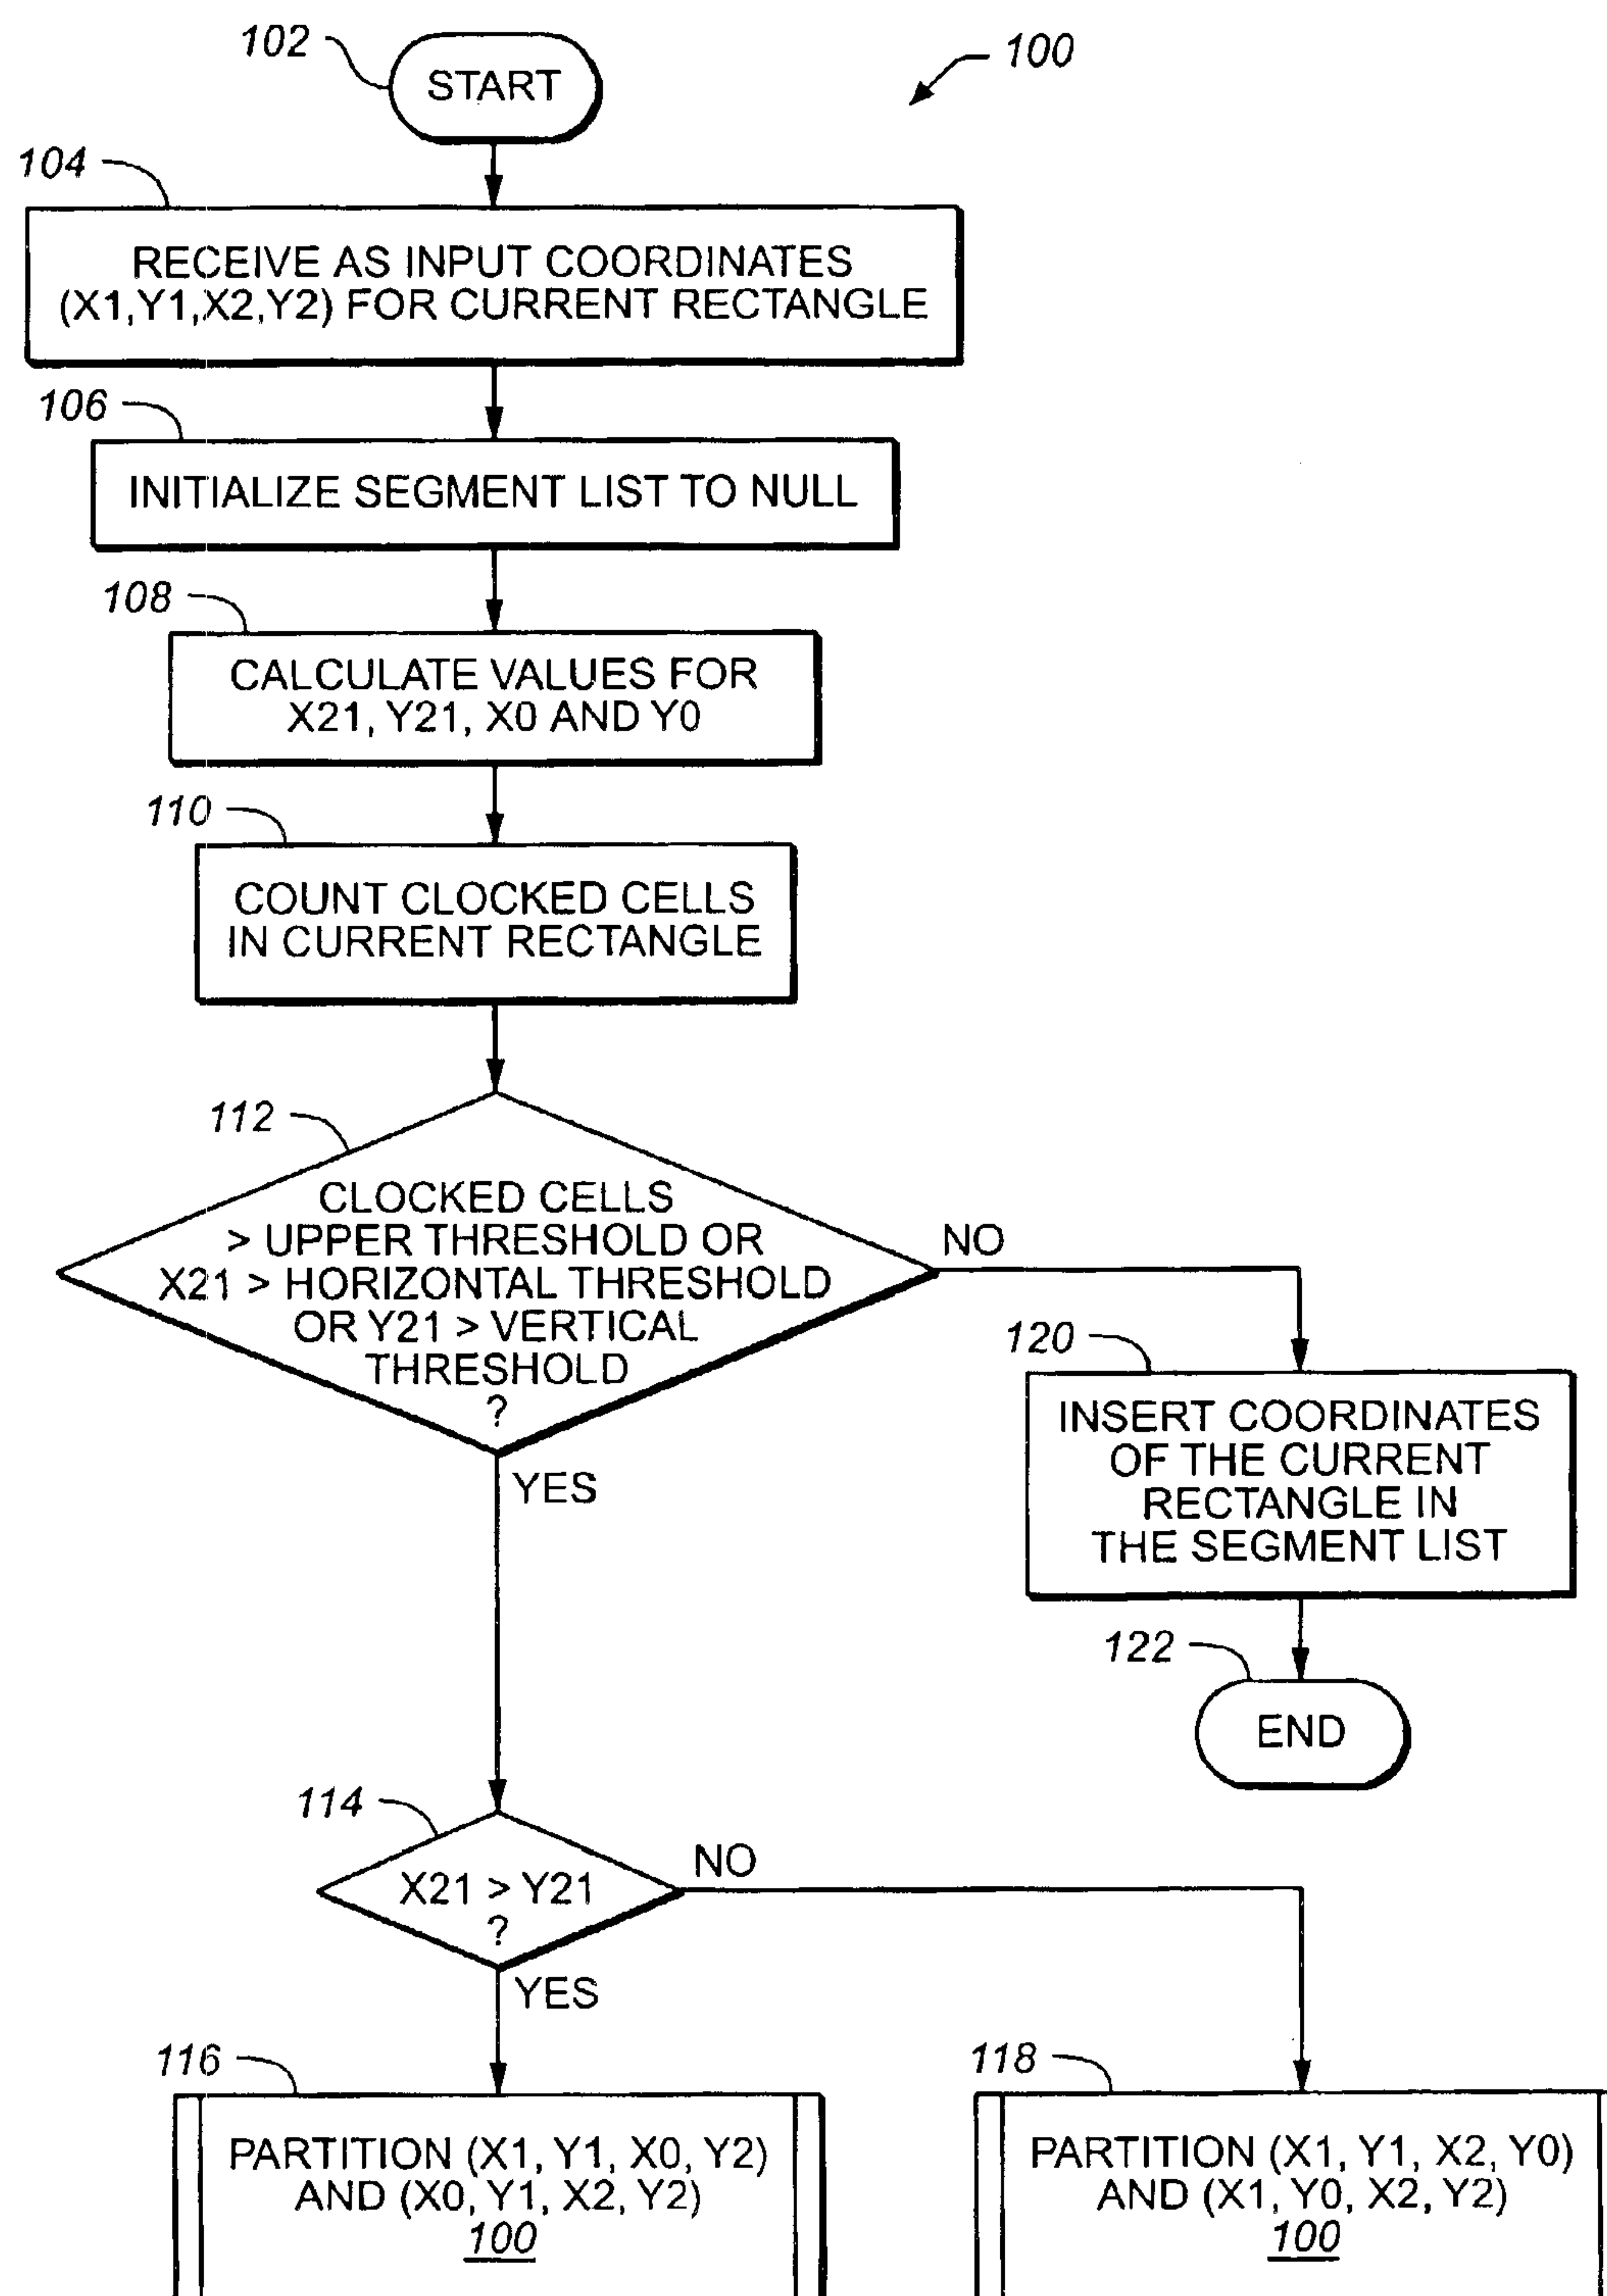 102
START
100
104
RECEIVE AS INPUT COORDINATES
(X1,Y1,X2,Y2) FOR CURRENT RECTANGLE
106
INITIALIZE SEGMENT LIST TO NULL
108
CALCULATE VALUES FOR
X21, Y21, X0 AND Y0
110
COUNT CLOCKED CELLS
IN CURRENT RECTANGLE
112
CLOCKED CELLS
> UPPER THRESHOLD OR
X21 > HORIZONTAL THRESHOLD
OR Y21 > VERTICAL
THRESHOLD
?
NO
YES
120
INSERT COORDINATES
OF THE CURRENT
RECTANGLE IN
THE SEGMENT LIST
122
END
114
X21 > Y21
?
NO
YES
116
PARTITION (X1, Y1, X0, Y2)
AND (X0, Y1, X2, Y2)
100
118
PARTITION (X1, Y1, X2, Y0)
AND (X1, Y0, X2, Y2)
100